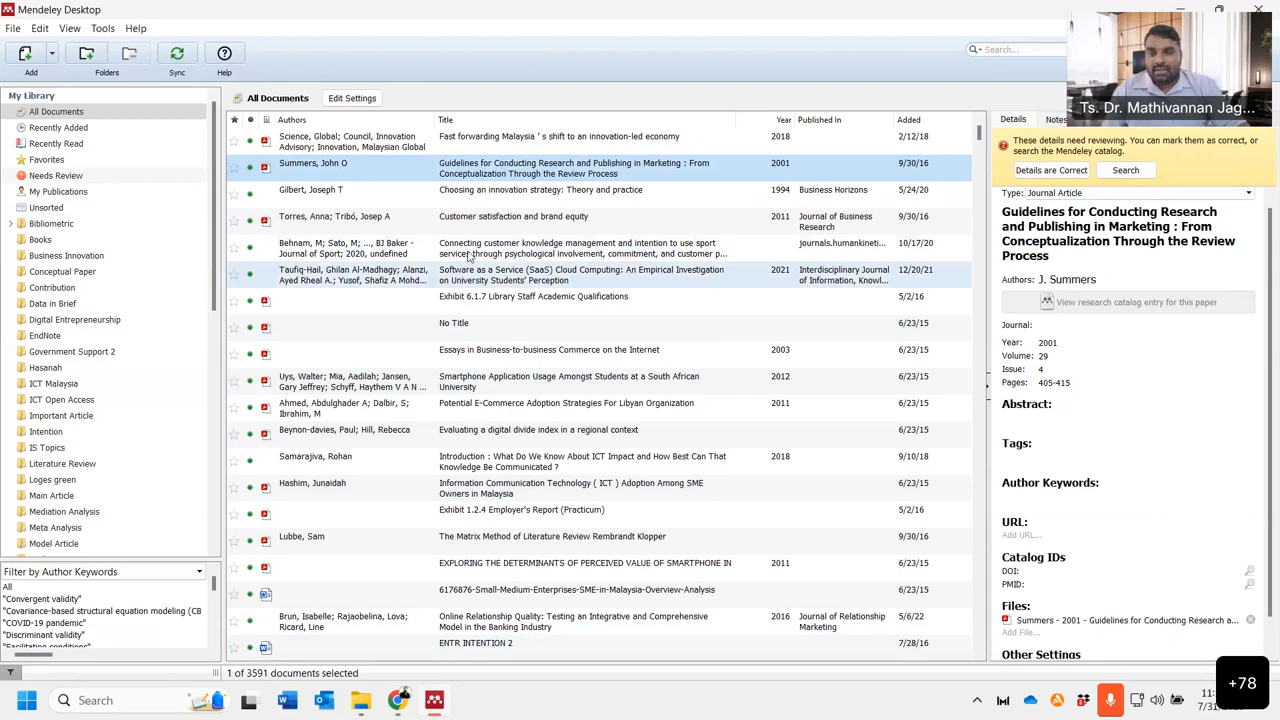 Mendeley Desktop
File Edit View Tools Help
Add Folders Sync Help
Search...
Ts. Dr. Mathivannan Jag...
My Library
All Documents
Recently Added
Recently Read
Favorites
Needs Review
My Publications
Unsorted
Bibliometric
Books
Business Innovation
Conceptual Paper
Contribution
Data in Brief
Digital Entrepreneurship
EndNote
Government Support 2
Hasanah
ICT Malaysia
ICT Open Access
Important Article
Intention
IS Topics
Literature Review
Loges green
Main Article
Mediation Analysis
Meta Analysis
Model Article
Filter by Author Keywords
All
"Convergent validity"
"Covariance-based structural equation modeling (CB
"COVID-19 pandemic"
"Discriminant validity"
"Facilitating conditions"
All Documents Edit Settings
Authors Title Year Published In Added
Science, Global; Council, Innovation Fast forwarding Malaysia ' s shift to an innovation-led economy 2018 2/12/18
Advisory; Innovation, Malaysian Global
Summers, John O Guidelines for Conducting Research and Publishing in Marketing : From 2001 9/30/16
Conceptualization Through the Review Process
Gilbert, Joseph T Choosing an innovation strategy: Theory and practice 1994 Business Horizons 5/24/20
Torres, Anna; Tribó, Josep A Customer satisfaction and brand equity 2011 Journal of Business 9/30/16
Research
Behnam, M; Sato, M; ..., BJ Baker - Connecting customer knowledge management and intention to use sport journals.humankineti... 10/17/20
Journal of Sport; 2020, undefined services through psychological involvement, commitment, and customer p...
Taufiq-Hail, Ghilan Al-Madhagy; Alanzi, Software as a Service (SaaS) Cloud Computing: An Empirical Investigation 2021 Interdisciplinary Journal 12/20/21
Ayed Rheal A.; Yusof, Shafiz A Mohd... on University Students' Perception of Information, Knowl...
Exhibit 6.1.7 Library Staff Academic Qualifications 5/2/16
No Title 6/23/15
Essays in Business-to-business Commerce on the Internet 2003 6/23/15
Uys, Walter; Mia, Aadilah; Jansen, Smartphone Application Usage Amongst Students at a South African 2012 6/23/15
Gary Jeffrey; Schyff, Haythem V A N ... University
Ahmed, Abdulghader A; Dalbir, S; Potential E-Commerce Adoption Strategies For Libyan Organization 2011 6/23/15
Ibrahim, M
Beynon-davies, Paul; Hill, Rebecca Evaluating a digital divide index in a regional context 6/23/15
Samarajiva, Rohan Introduction : What Do We Know About ICT Impact and How Best Can That 2018 9/10/18
Knowledge Be Communicated ?
Hashim, Junaidah Information Communication Technology ( ICT ) Adoption Among SME 6/23/15
Owners in Malaysia
Exhibit 1.2.4 Employer's Report (Practicum) 5/2/16
Lubbe, Sam The Matrix Method of Literature Review Rembrandt Klopper 9/30/16
EXPLORING THE DETERMINANTS OF PERCEIVED VALUE OF SMARTPHONE IN 2011 6/23/15
6176876-Small-Medium-Enterprises-SME-in-Malaysia-Overview-Analysis 6/23/15
Brun, Isabelle; Rajaobelina, Lova; Online Relationship Quality: Testing an Integrative and Comprehensive 2016 Journal of Relationship 5/6/22
Ricard, Line Model in the Banking Industry Marketing
ENTR INTENTION 2 7/28/16
1 of 3591 documents selected
Details Notes
These details need reviewing. You can mark them as correct, or
search the Mendeley catalog.
Details are Correct Search
Type: Journal Article
Guidelines for Conducting Research
and Publishing in Marketing : From
Conceptualization Through the Review
Process
Authors: J. Summers
View research catalog entry for this paper
Journal:
Year: 2001
Volume: 29
Issue: 4
Pages: 405-415
Abstract:
Tags:
Author Keywords:
URL:
Add URL...
Catalog IDs
DOI:
PMID:
Files:
Summers - 2001 - Guidelines for Conducting Research a...
Add File...
Other Settings
+78
Search